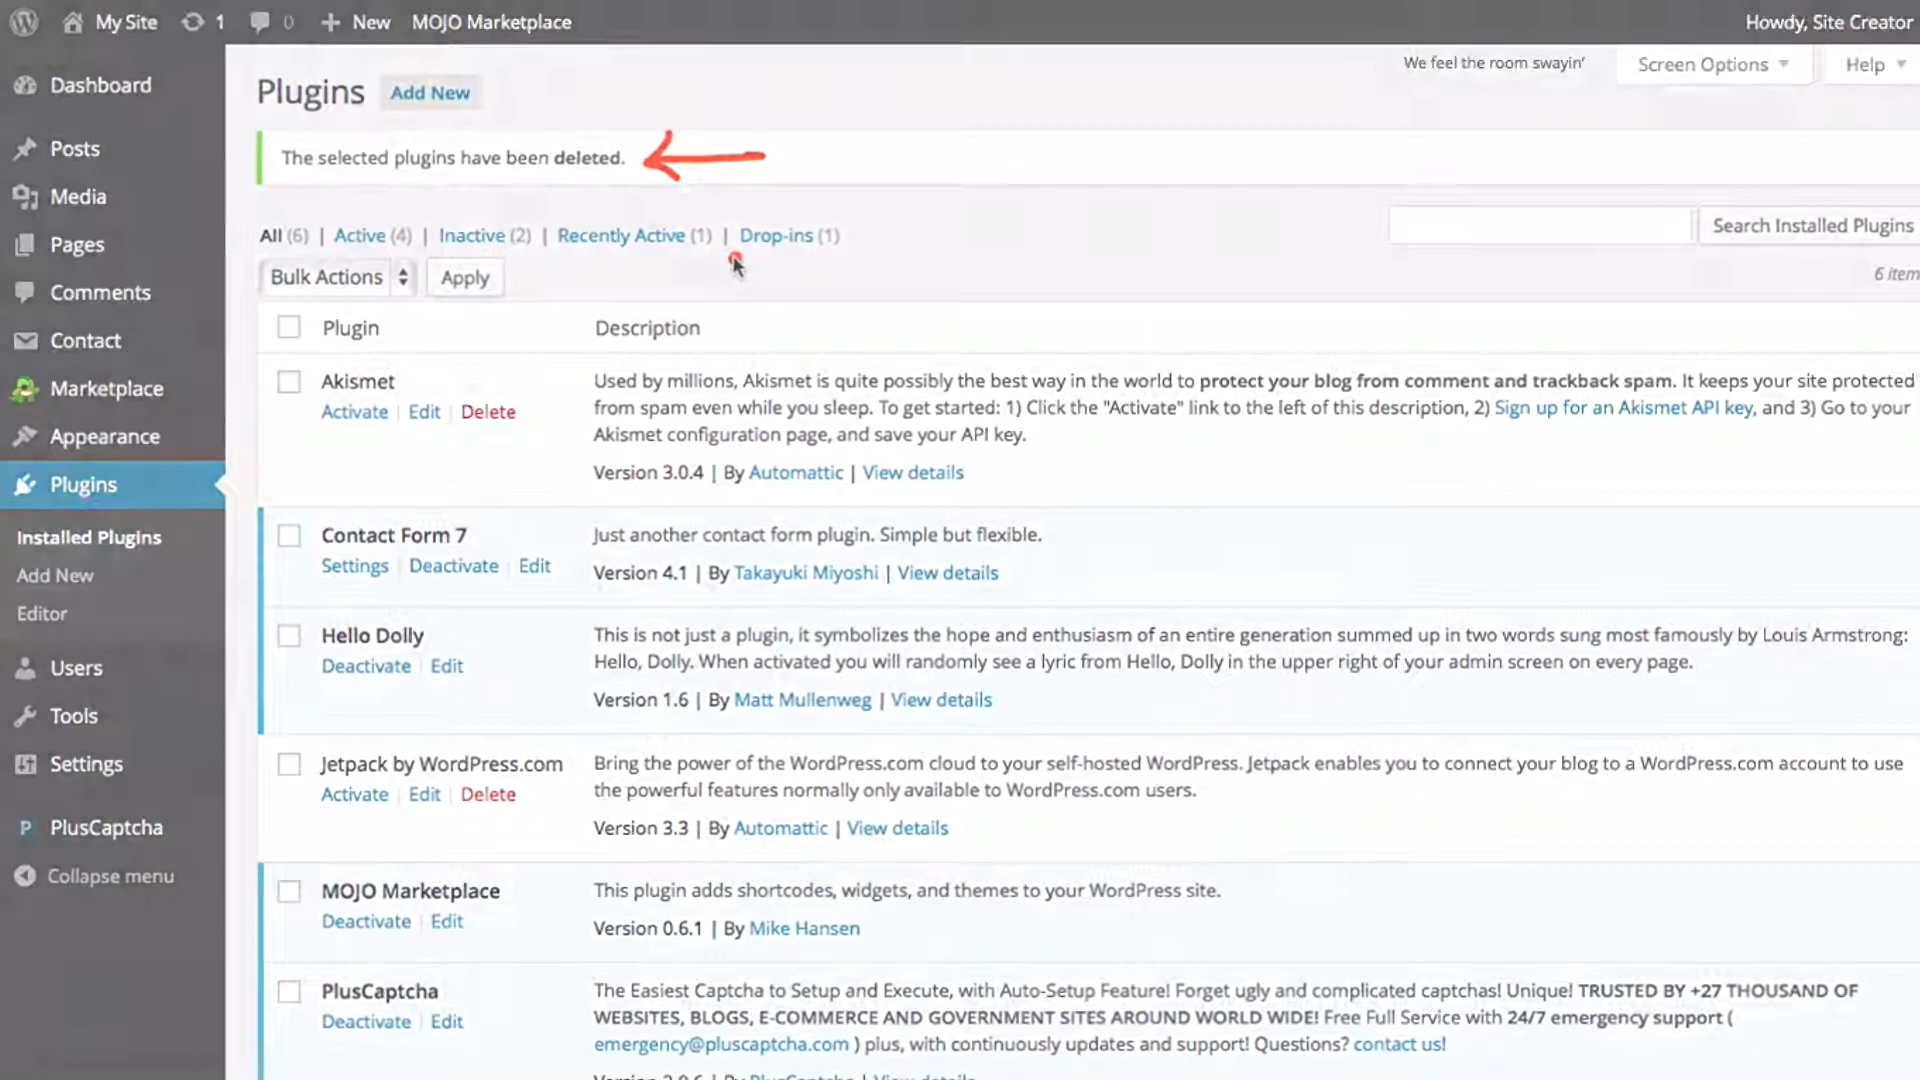 My Site 1 0 + New MOJO Marketplace Howdy, Site Creator
We feel the room swayin' Screen Options Help
Dashboard
Posts
Media
Pages
Comments
Contact
Marketplace
Appearance
Plugins
Installed Plugins
Add New
Editor
Users
Tools
Settings
P PlusCaptcha
Collapse menu
Plugins Add New
The selected plugins have been deleted.
All (6) | Active (4) | Inactive (2) | Recently Active (1) | Drop-ins (1)
Search Installed Plugins
Bulk Actions Apply
6 item
Plugin Description
Akismet
Activate | Edit | Delete
Used by millions, Akismet is quite possibly the best way in the world to protect your blog from comment and trackback spam. It keeps your site protected
from spam even while you sleep. To get started: 1) Click the "Activate" link to the left of this description, 2) Sign up for an Akismet API key, and 3) Go to your
Akismet configuration page, and save your API key.
Version 3.0.4 | By Automattic | View details
Contact Form 7
Settings | Deactivate | Edit
Just another contact form plugin. Simple but flexible.
Version 4.1 | By Takayuki Miyoshi | View details
Hello Dolly
Deactivate | Edit
This is not just a plugin, it symbolizes the hope and enthusiasm of an entire generation summed up in two words sung most famously by Louis Armstrong:
Hello, Dolly. When activated you will randomly see a lyric from Hello, Dolly in the upper right of your admin screen on every page.
Version 1.6 | By Matt Mullenweg | View details
Jetpack by WordPress.com
Activate | Edit | Delete
Bring the power of the WordPress.com cloud to your self-hosted WordPress. Jetpack enables you to connect your blog to a WordPress.com account to use
the powerful features normally only available to WordPress.com users.
Version 3.3 | By Automattic | View details
MOJO Marketplace
Deactivate | Edit
This plugin adds shortcodes, widgets, and themes to your WordPress site.
Version 0.6.1 | By Mike Hansen
PlusCaptcha
Deactivate | Edit
The Easiest Captcha to Setup and Execute, with Auto-Setup Feature! Forget ugly and complicated captchas! Unique! TRUSTED BY +27 THOUSAND OF
WEBSITES, BLOGS, E-COMMERCE AND GOVERNMENT SITES AROUND WORLD WIDE! Free Full Service with 24/7 emergency support (
emergency@pluscaptcha.com ) plus, with continuously updates and support! Questions? contact us!